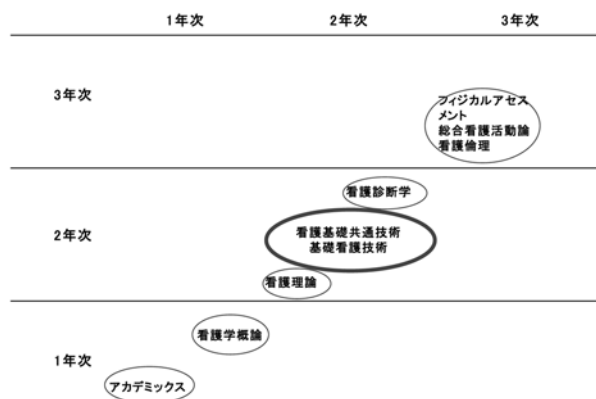 1年次 2年次 3年次
3年次
フィジカルアセス
メント
総合看護活動論
看護倫理
看護診断学
2年次
看護基礎共通技術
基礎看護技術
看護理論
看護学概論
1年次
アカデミックス